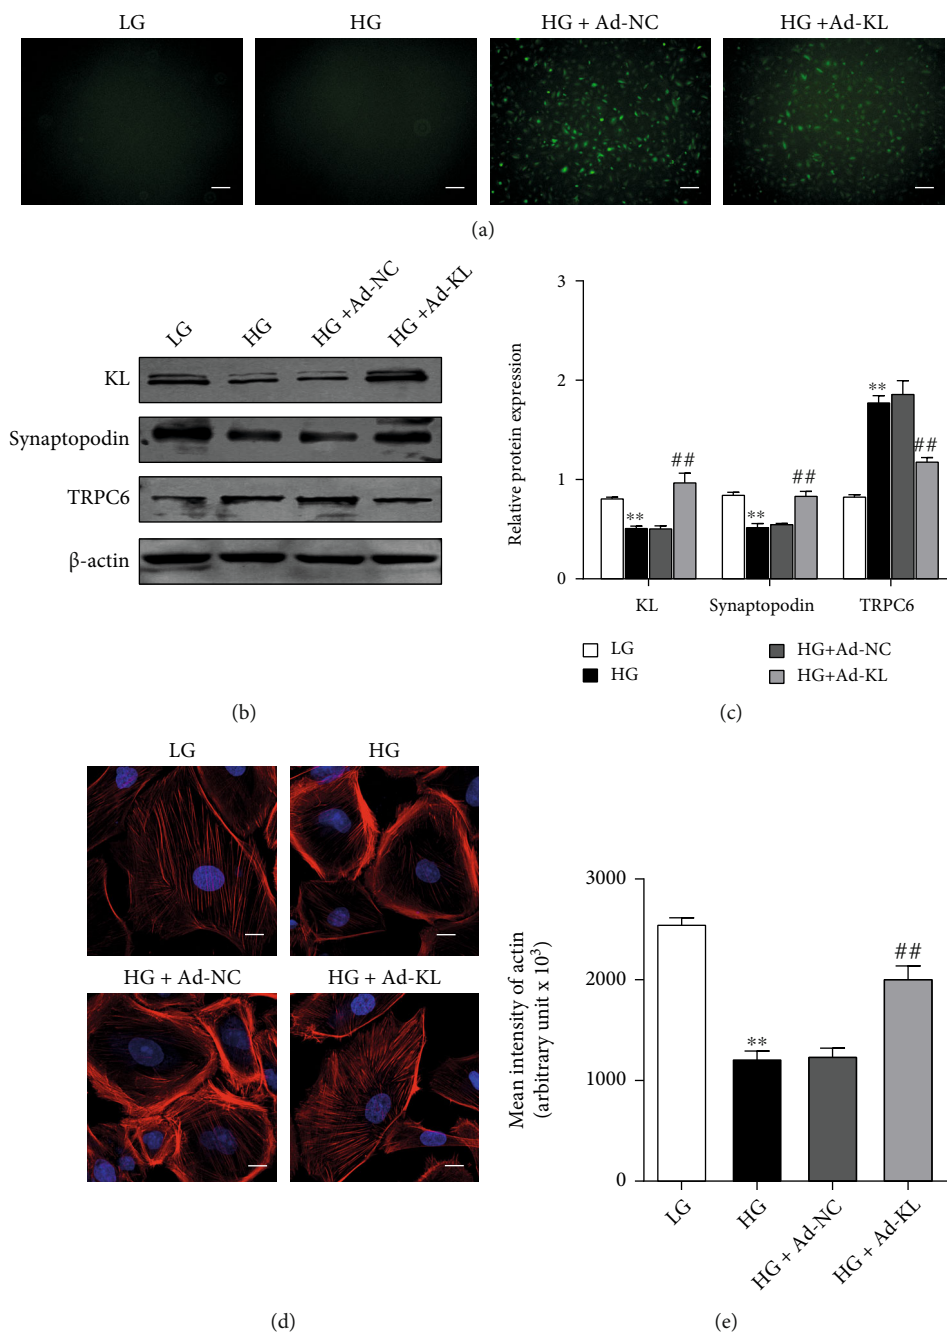 LG HG HG + Ad-NC HG +Ad-KL
(a)
LG HG HG +Ad-NC HG +Ad-KL
KL
Synaptopodin
TRPC6
β-actin
(b)
Relative protein expression
3
2
1
0
** ## ** ## ** ##
KL Synaptopodin TRPC6
LG HG+Ad-NC
HG HG+Ad-KL
(c)
LG HG
HG + Ad-NC HG + Ad-KL
(d)
Mean intensity of actin
(arbitrary unit x 10³)
3000
2000
1000
0
** ##
LG HG HG + Ad-NC HG + Ad-KL
(e)